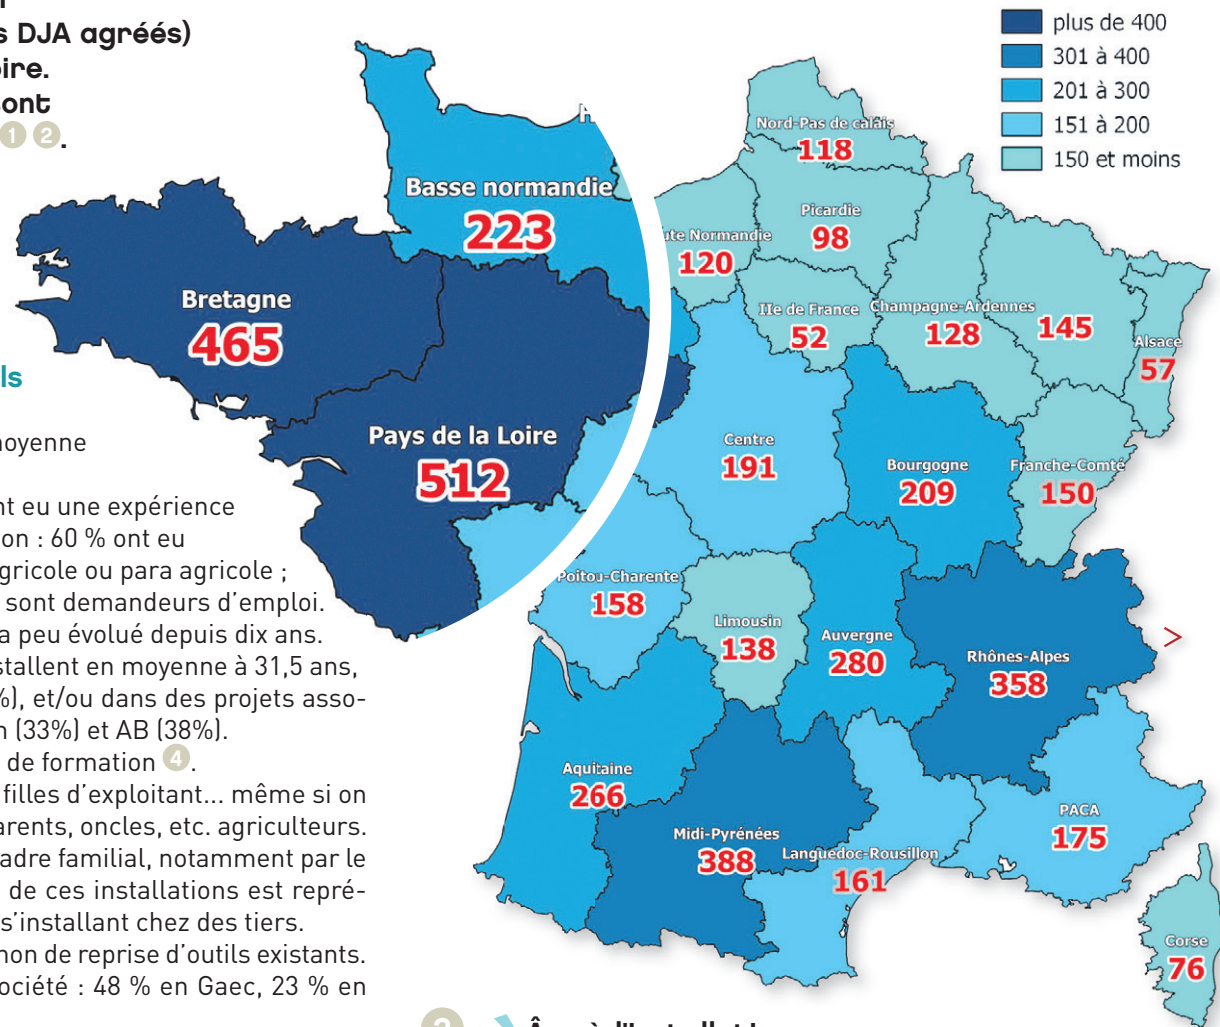 s DJA agréés)
oire.
sont
1 2.
ls
noyenne
nt eu une expérience
on : 60 % ont eu
gricole ou para agricole ;
sont demandeurs d'emploi.
a peu évolué depuis dix ans.
stallent en moyenne à 31,5 ans,
%), et/ou dans des projets asso-
n (33%) et AB (38%).
de formation 4.
filles d'exploitant... même si on
arents, oncles, etc. agriculteurs.
adre familial, notamment par le
de ces installations est repré-
s'installant chez des tiers.
non de reprise d'outils existants.
ociété : 48 % en Gaec, 23 % en
plus de 400
301 à 400
201 à 300
151 à 200
150 et moins
Nord-Pas de calais
118
Basse normandie
223
Picardie
98
ute Normandie
120
Bretagne
465
Ile de France
52
Champagne-Ardennes
128
145
Alsace
57
Pays de la Loire
512
Centre
191
Bourgogne
209
Franche-Comté
150
Poitou-Charente
158
Limousin
138
Auvergne
280
Rhônes-Alpes
358
>
Aquitaine
266
Midi-Pyrénées
388
Languedoc-Rousillon
161
PACA
175
Corse
76